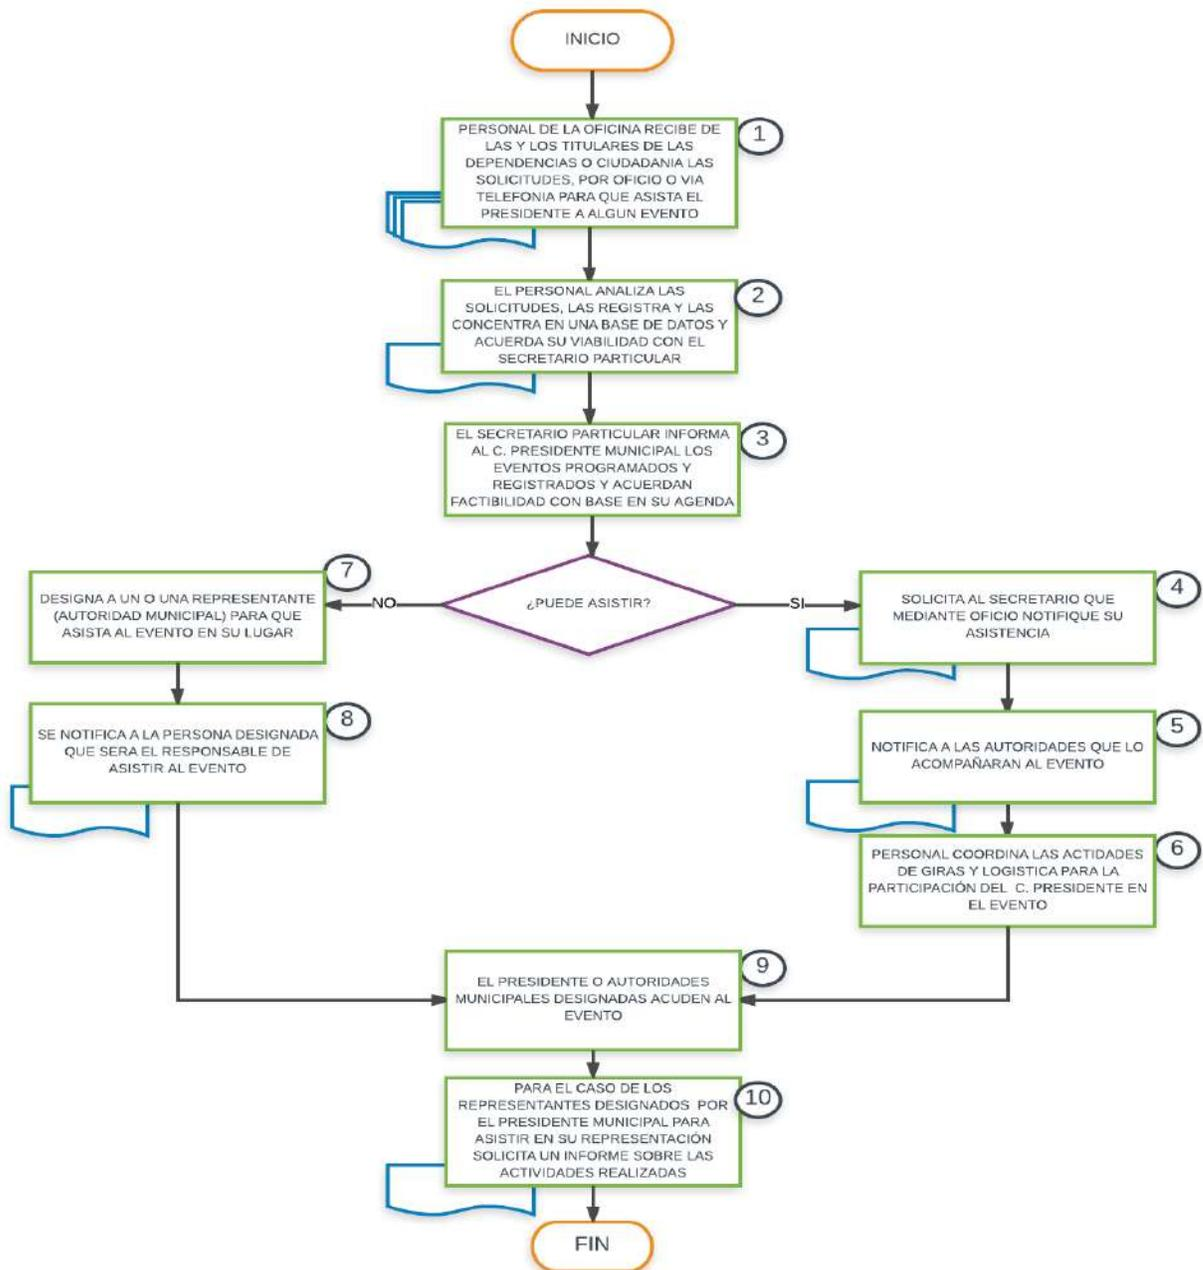 INICIO
1
PERSONAL DE LA OFICINA RECIBE DE
LAS Y LOS TITULARES DE LAS
DEPENDENCIAS O CIUDADANIA LAS
SOLICITUDES, POR OFICIO O VIA
TELEFONIA PARA QUE ASISTA EL
PRESIDENTE A ALGUN EVENTO
2
EL PERSONAL ANALIZA LAS
SOLICITUDES, LAS REGISTRA Y LAS
CONCENTRA EN UNA BASE DE DATOS Y
ACUERDA SU VIABILIDAD CON EL
SECRETARIO PARTICULAR
3
EL SECRETARIO PARTICULAR INFORMA
AL C. PRESIDENTE MUNICIPAL LOS
EVENTOS PROGRAMADOS Y
REGISTRADOS Y ACUERDAN
FACTIBILIDAD CON BASE EN SU AGENDA
¿PUEDE ASISTIR?
NO
SI
7
DESIGNA A UN O UNA REPRESENTANTE
(AUTORIDAD MUNICIPAL) PARA QUE
ASISTA AL EVENTO EN SU LUGAR
8
SE NOTIFICA A LA PERSONA DESIGNADA
QUE SERA EL RESPONSABLE DE
ASISTIR AL EVENTO
4
SOLICITA AL SECRETARIO QUE
MEDIANTE OFICIO NOTIFIQUE SU
ASISTENCIA
5
NOTIFICA A LAS AUTORIDADES QUE LO
ACOMPAÑARAN AL EVENTO
6
PERSONAL COORDINA LAS ACTIDADES
DE GIRAS Y LOGISTICA PARA LA
PARTICIPACIÓN DEL C. PRESIDENTE EN
EL EVENTO
9
EL PRESIDENTE O AUTORIDADES
MUNICIPALES DESIGNADAS ACUDEN AL
EVENTO
10
PARA EL CASO DE LOS
REPRESENTANTES DESIGNADOS POR
EL PRESIDENTE MUNICIPAL PARA
ASISTIR EN SU REPRESENTACIÓN
SOLICITA UN INFORME SOBRE LAS
ACTIVIDADES REALIZADAS
FIN